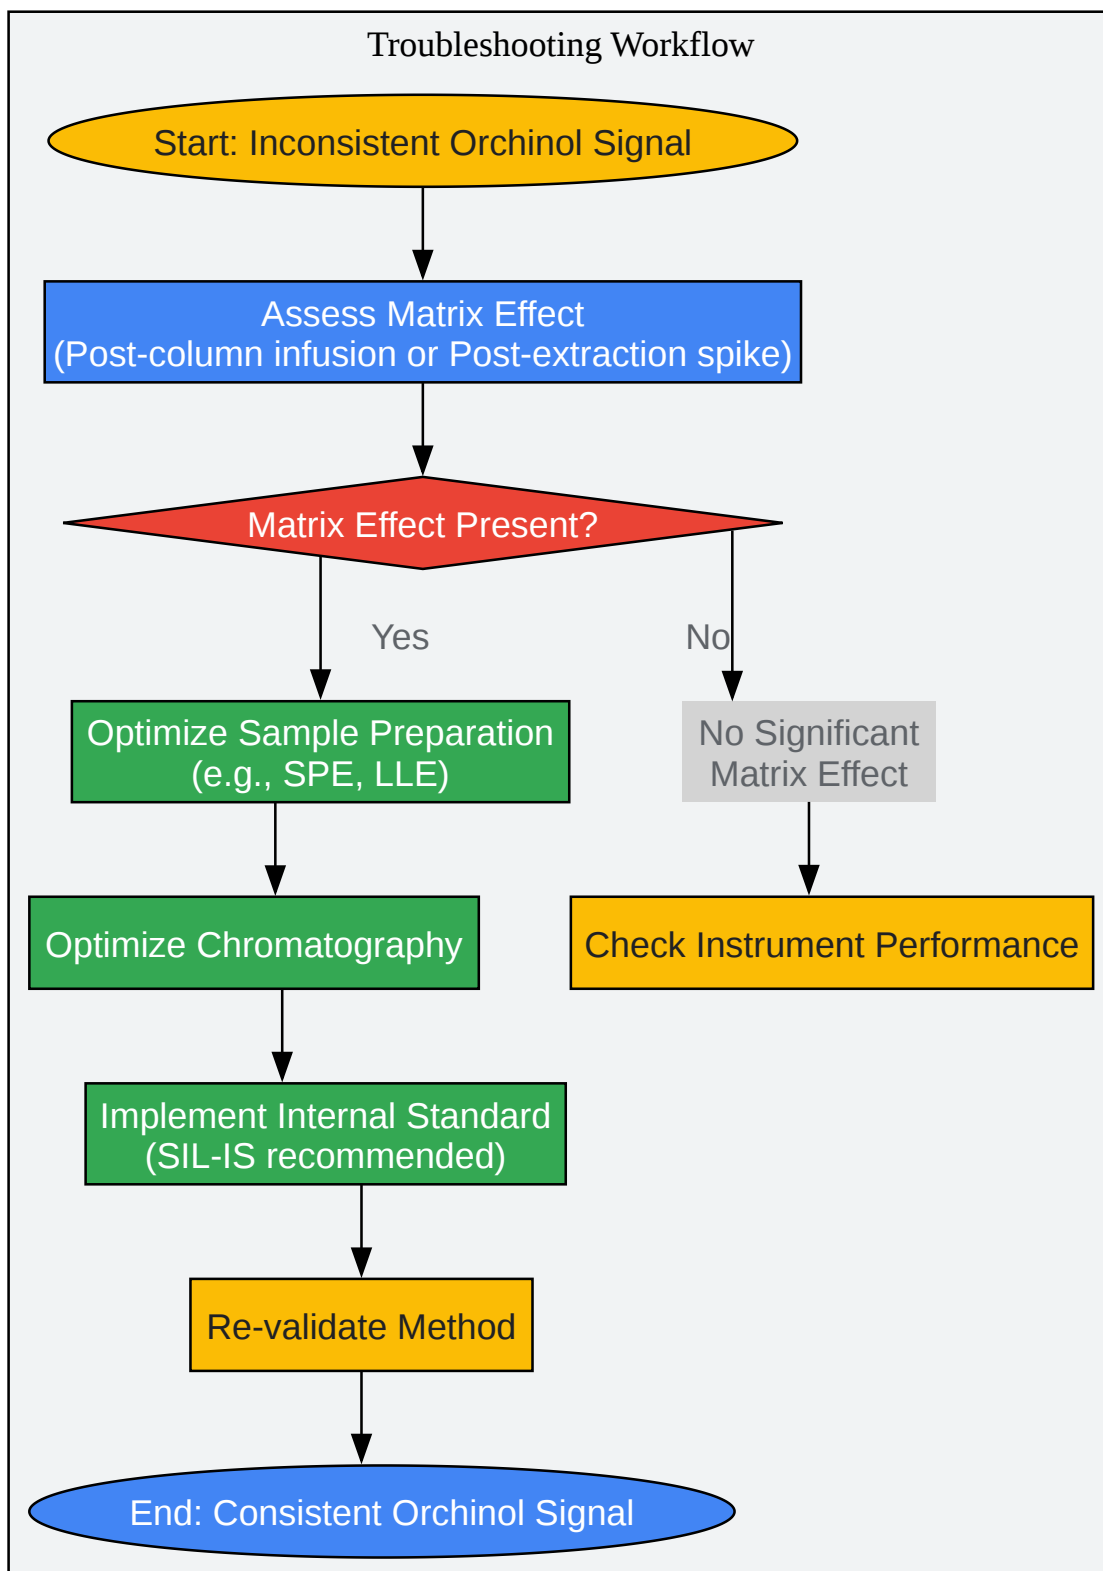 Troubleshooting Workflow
Start: Inconsistent Orchinol Signal
Assess Matrix Effect
(Post-column infusion or Post-extraction spike)
Matrix Effect Present?
Yes
No
Optimize Sample Preparation
(e.g., SPE, LLE)
No Significant
Matrix Effect
Optimize Chromatography
Check Instrument Performance
Implement Internal Standard
(SIL-IS recommended)
Re-validate Method
End: Consistent Orchinol Signal